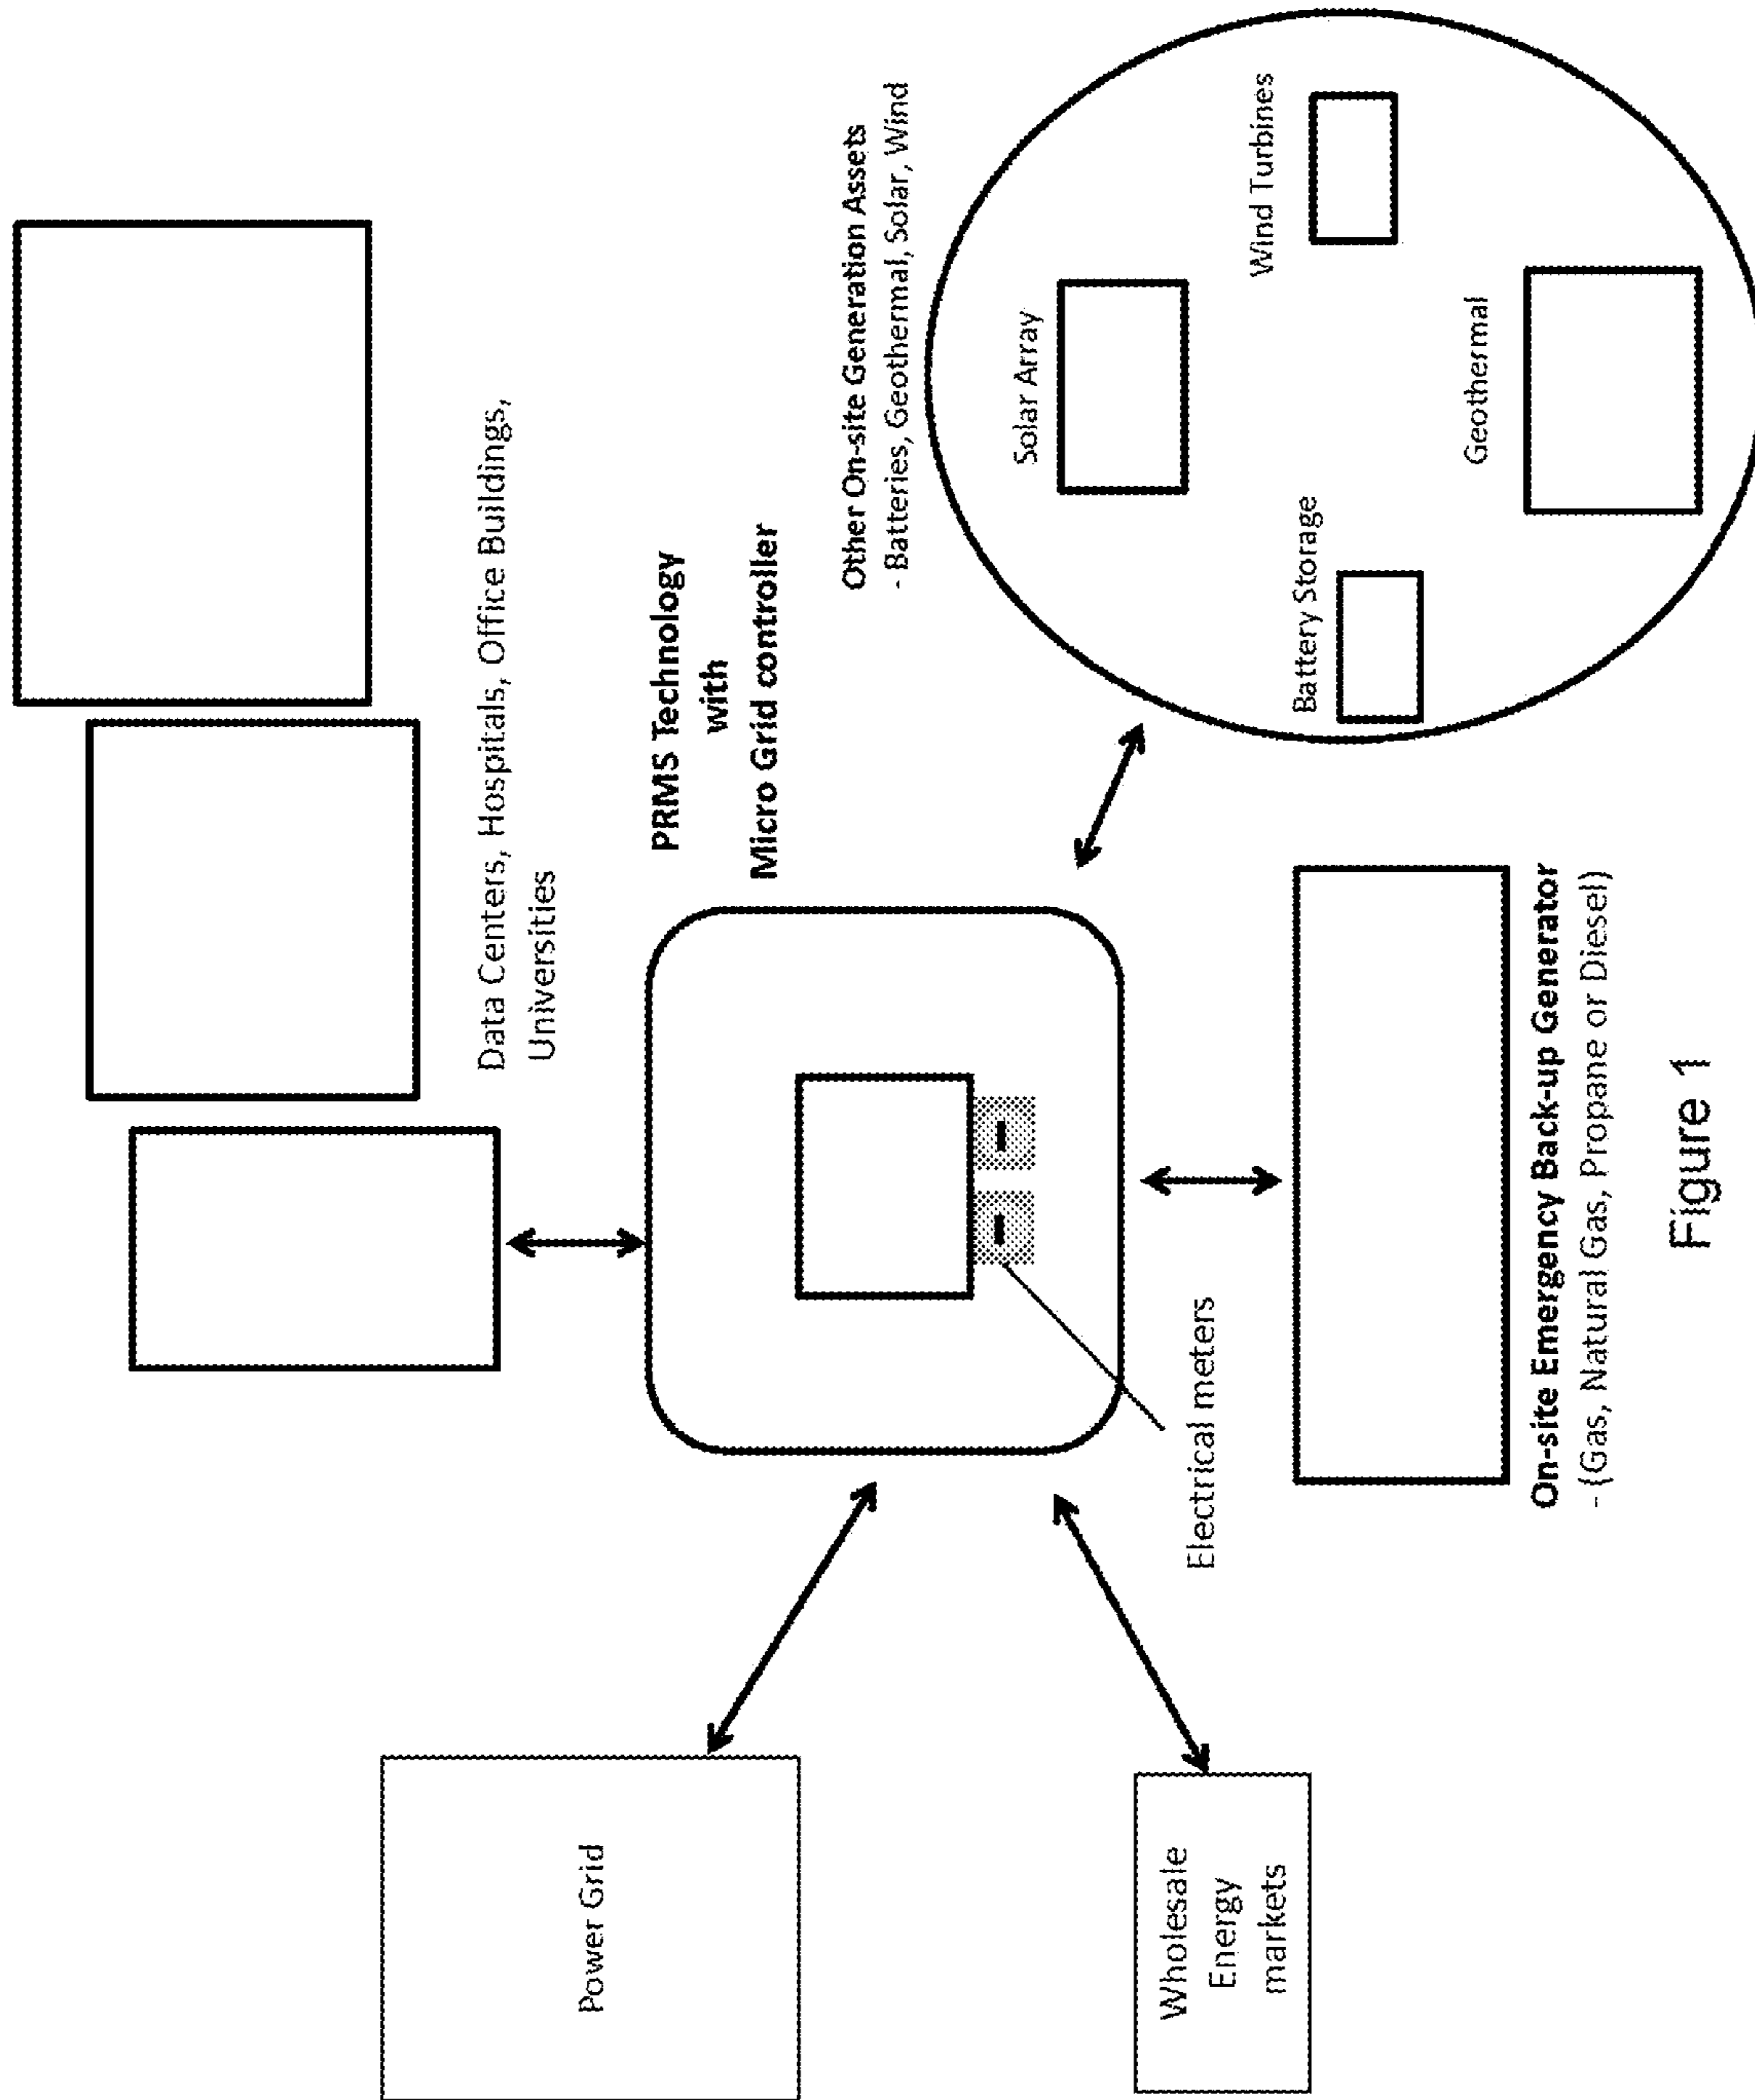 Data Centers, Hospitals, Office Buildings,
Universities
PRMS Technology
with
Micro Grid controller
Power Grid
Other On-site Generation Assets
- Batteries, Geothermal, Solar, Wind
Solar Array
Wind Turbines
Battery Storage
Geothermal
Wholesale
Energy
markets
Electrical meters
On-site Emergency Back-up Generator
- (Gas, Natural Gas, Propane or Diesel)
Figure 1